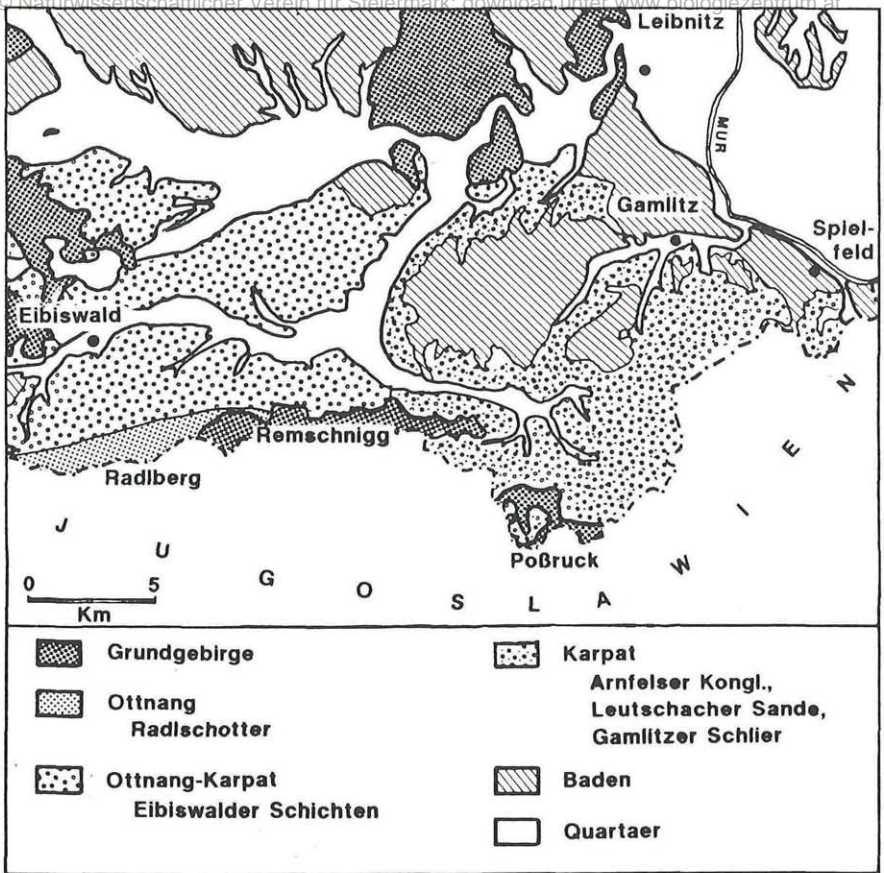 Naturwissenschaftlicher Verein für Steiermark; download unter www.biologiezentrum.at
Leibnitz
MUR
Gamlitz
Spiel-
feld
Eibiswald
Remschnigg
Radlberg
Poßruck
JUGOSLAWIEN
0 5
Km
Grundgebirge
Ottnang
Radlschotter
Ottnang-Karpat
Eibiswalder Schichten
Karpat
Arnfelser Kongl.,
Leutschacher Sande,
Gamlitzer Schlier
Baden
Quartaer